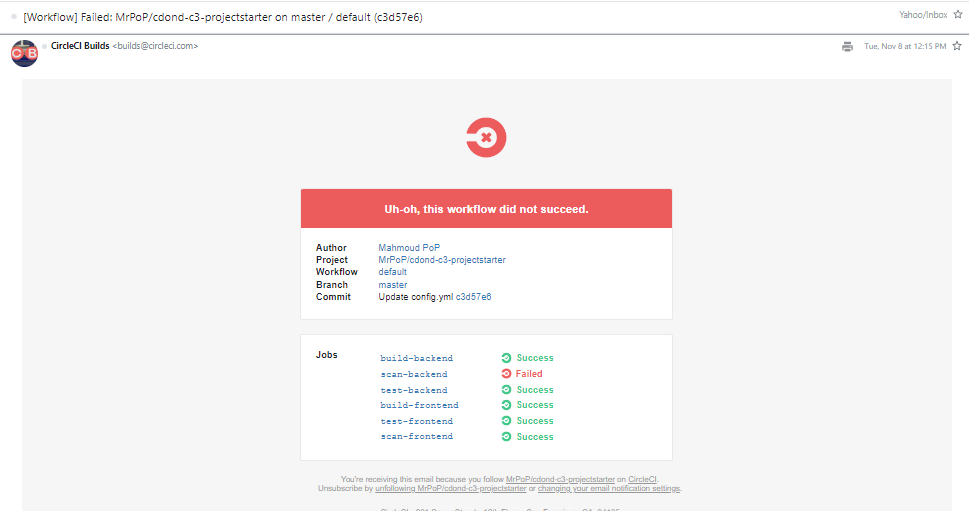 [Workflow] Failed: MrPoP/cdond-c3-projectstarter on master / default (c3d57e6)
Yahoo/Inbox
CircleCI Builds <builds@circleci.com>
Tue, Nov 8 at 12:15 PM
Uh-oh, this workflow did not succeed.
Author Mahmoud PoP
Project MrPoP/cdond-c3-projectstarter
Workflow default
Branch master
Commit Update config.yml c3d57e6
Jobs
build-backend Success
scan-backend Failed
test-backend Success
build-frontend Success
test-frontend Success
scan-frontend Success
You're receiving this email because you follow MrPoP/cdond-c3-projectstarter on CircleCI.
Unsubscribe by unfollowing MrPoP/cdond-c3-projectstarter or changing your email notification settings.